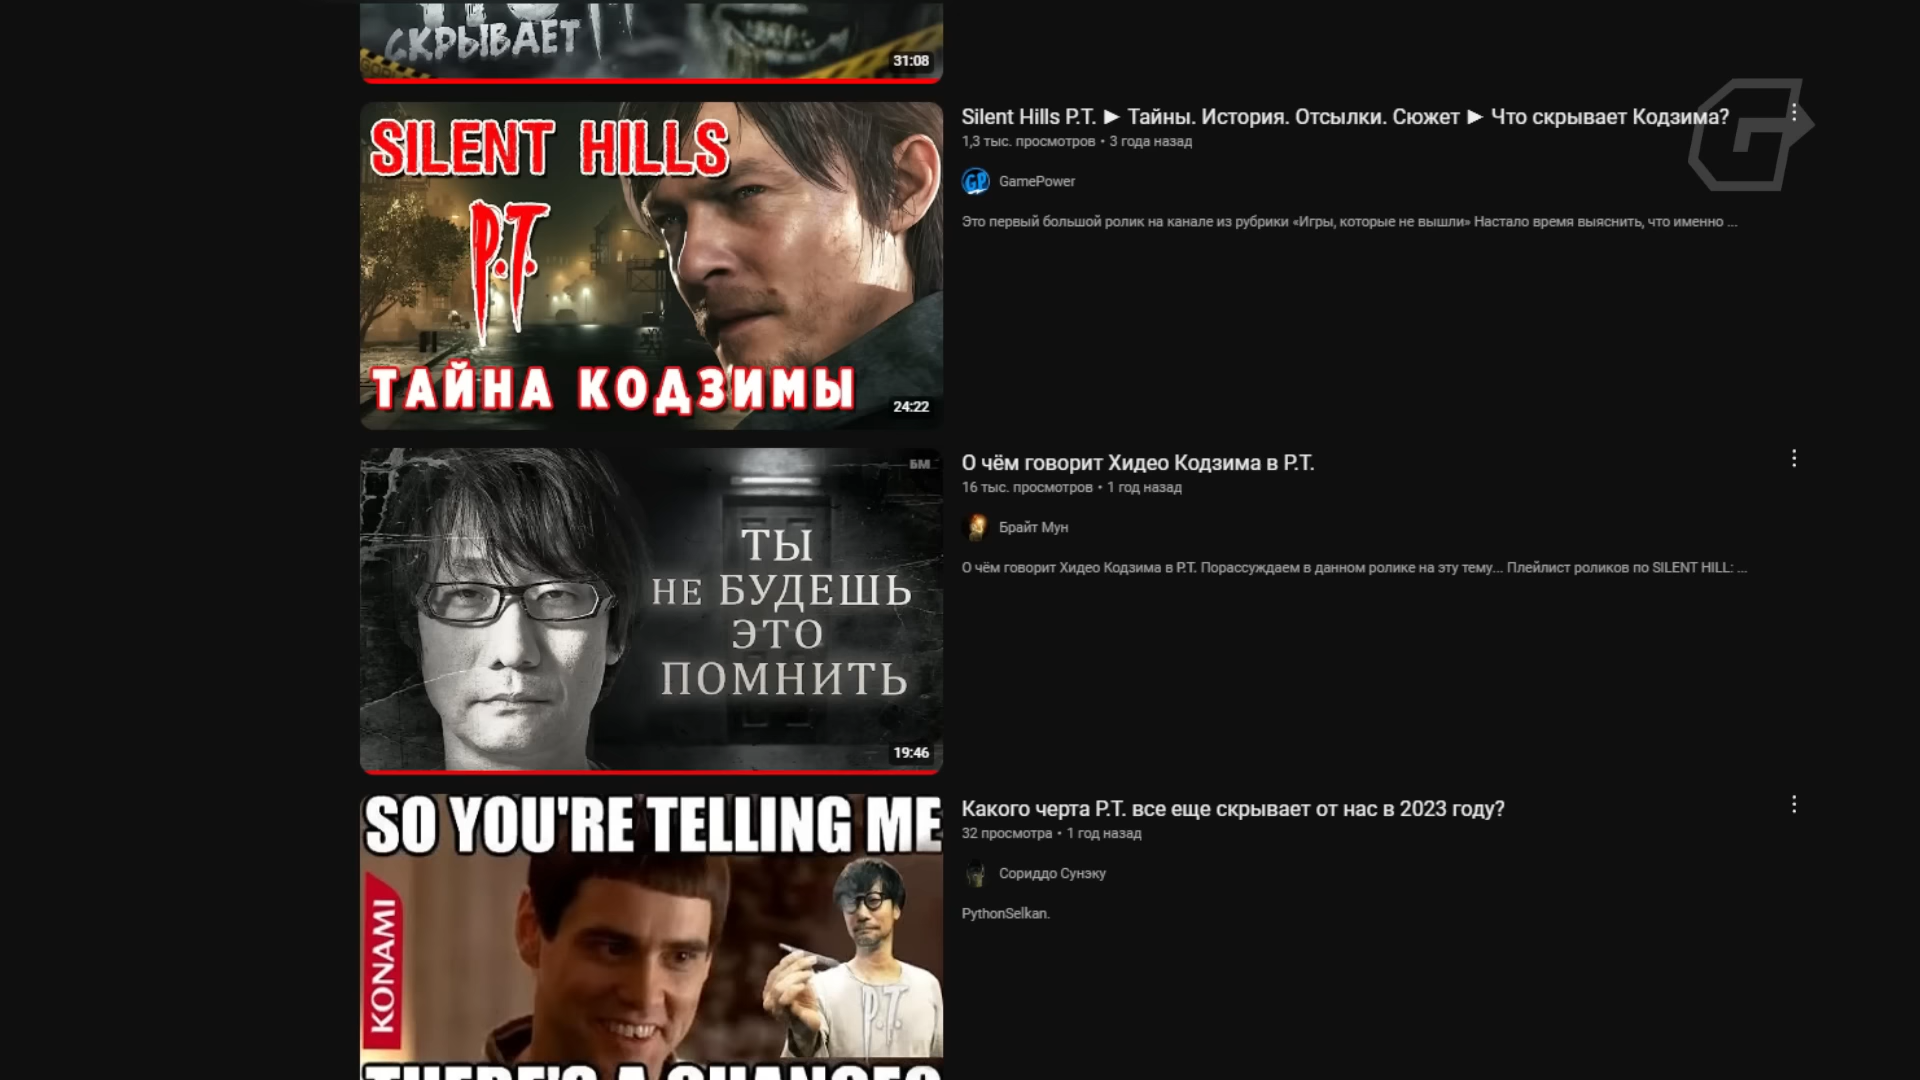 СКРЫВАЕТ
31:08
SILENT HILLS
P.T.
ТАЙНА КОДЗИМЫ
24:22
Silent Hills P.T. ► Тайны. История. Отсылки. Сюжет ► Что скрывает Кодзима?
1,3 тыс. просмотров • 3 года назад
GP
GamePower
Это первый большой ролик на канале из рубрики «Игры, которые не вышли» Настало время выяснить, что именно ...
БМ
ТЫ
НЕ БУДЕШЬ
ЭТО
ПОМНИТЬ
19:46
О чём говорит Хидео Кодзима в P.T.
16 тыс. просмотров • 1 год назад
Брайт Мун
О чём говорит Хидео Кодзима в P.T. Порассуждаем в данном ролике на эту тему... Плейлист роликов по SILENT HILL: ...
SO YOU'RE TELLING ME
KONAMI
P.T.
Какого черта P.T. все еще скрывает от нас в 2023 году?
32 просмотра • 1 год назад
Сориддо Сунэку
PythonSelkan.